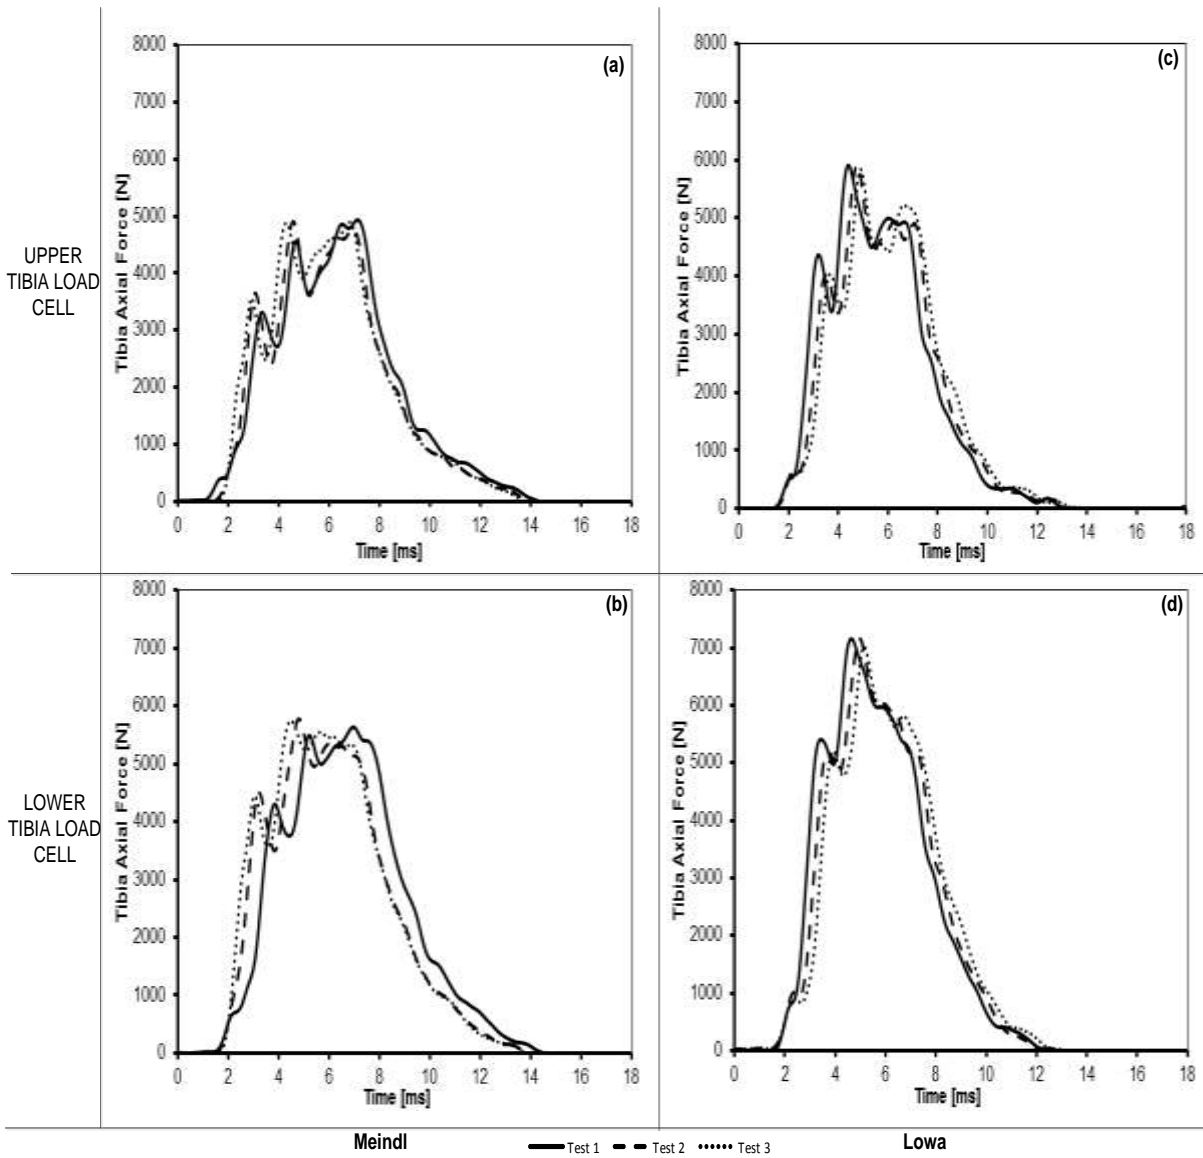 UPPER
TIBIA LOAD
CELL
(a)
8000
7000
6000
5000
4000
3000
2000
1000
0
Tibia Axial Force [N]
0 2 4 6 8 10 12 14 16 18
Time [ms]
(c)
8000
7000
6000
5000
4000
3000
2000
1000
0
Tibia Axial Force [N]
0 2 4 6 8 10 12 14 16 18
Time [ms]
LOWER
TIBIA LOAD
CELL
(b)
8000
7000
6000
5000
4000
3000
2000
1000
0
Tibia Axial Force [N]
0 2 4 6 8 10 12 14 16 18
Time [ms]
(d)
8000
7000
6000
5000
4000
3000
2000
1000
0
Tibia Axial Force [N]
0 2 4 6 8 10 12 14 16 18
Time [ms]
Meindl
Test 1 Test 2 Test 3
Lowa